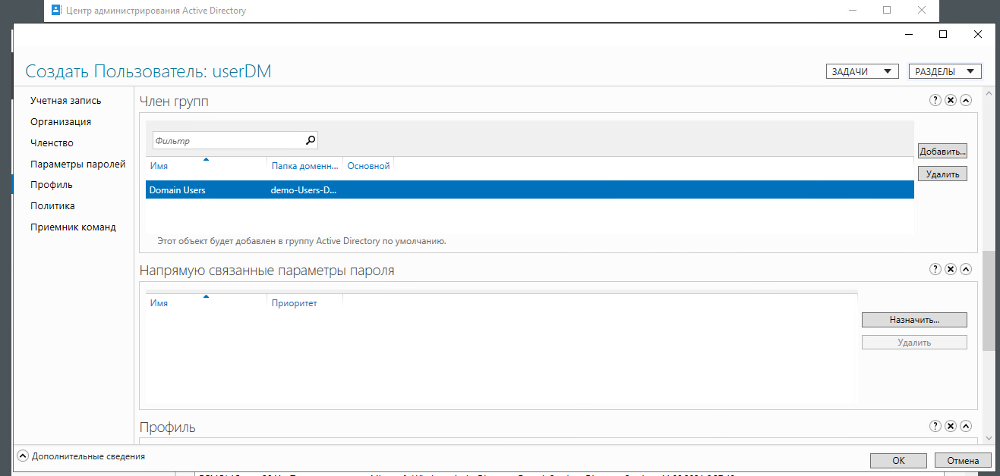 Центр администрирования Active Directory
Создать Пользователь: userDM
ЗАДАЧИ
РАЗДЕЛЫ
Учетная запись
Организация
Членство
Параметры паролей
Профиль
Политика
Приемник команд
Член групп
Фильтр
Имя
Папка доменн...
Основной
Domain Users
demo-Users-D...
Добавить...
Удалить
Этот объект будет добавлен в группу Active Directory по умолчанию.
Напрямую связанные параметры пароля
Имя
Приоритет
Назначить...
Удалить
Профиль
Дополнительные сведения
OK
Отмена